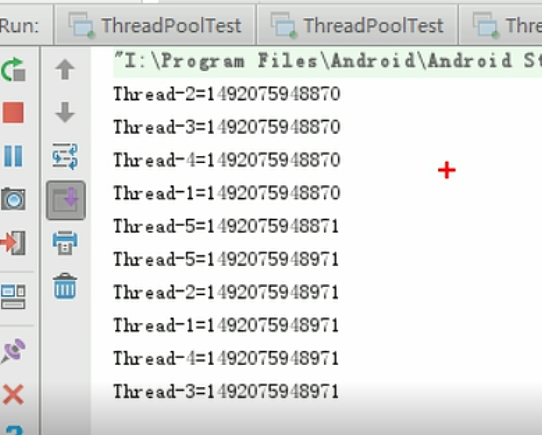 Run: ThreadPoolTest ThreadPoolTest Thre
"I:\Program Files\Android\Android St
Thread-2=1492075948870
Thread-3=1492075948870
Thread-4=1492075948870
Thread-1=1492075948870
Thread-5=1492075948871
Thread-5=1492075948971
Thread-2=1492075948971
Thread-1=1492075948971
Thread-4=1492075948971
Thread-3=1492075948971